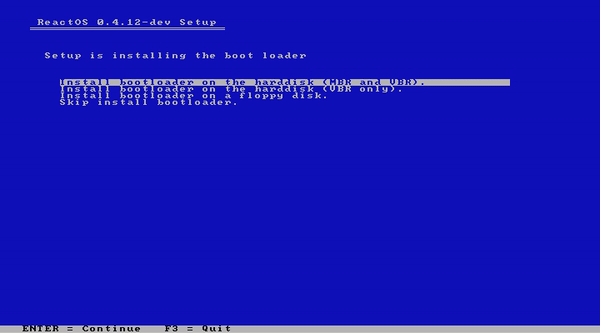 ReactOS 0.4.12-dev Setup
Setup is installing the boot loader
Install bootloader on the harddisk (MBR and VBR).
Install bootloader on the harddisk (VBR only).
Install bootloader on a floppy disk.
Skip install bootloader.
ENTER = Continue   F3 = Quit